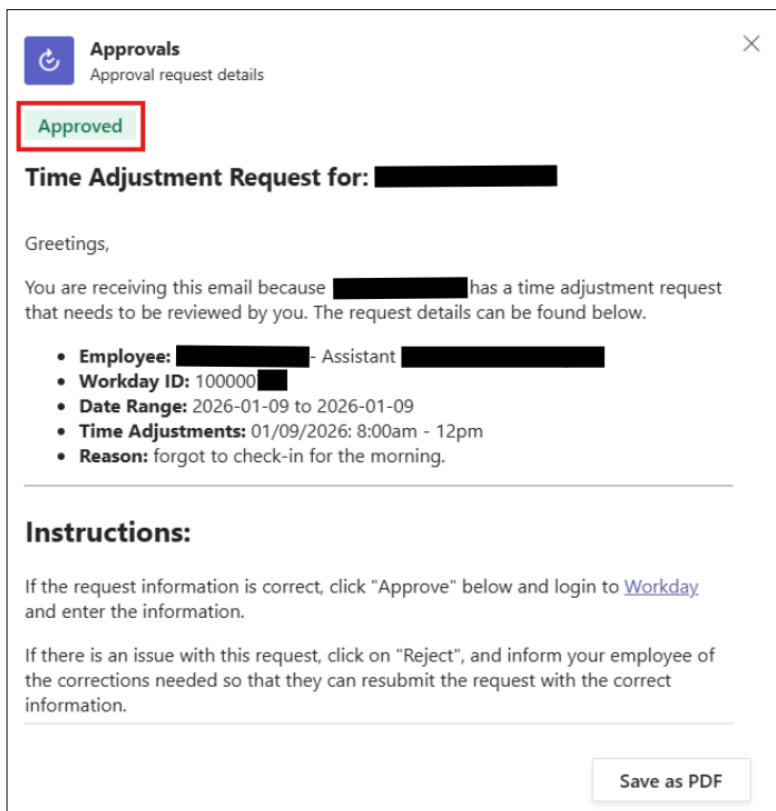 Approvals
Approval request details
Approved
Time Adjustment Request for:
Greetings,
You are receiving this email because has a time adjustment request
that needs to be reviewed by you. The request details can be found below.
• Employee: - Assistant
• Workday ID: 100000
• Date Range: 2026-01-09 to 2026-01-09
• Time Adjustments: 01/09/2026: 8:00am - 12pm
• Reason: forgot to check-in for the morning.
Instructions:
If the request information is correct, click "Approve" below and login to Workday
and enter the information.
If there is an issue with this request, click on "Reject", and inform your employee of
the corrections needed so that they can resubmit the request with the correct
information.
Save as PDF